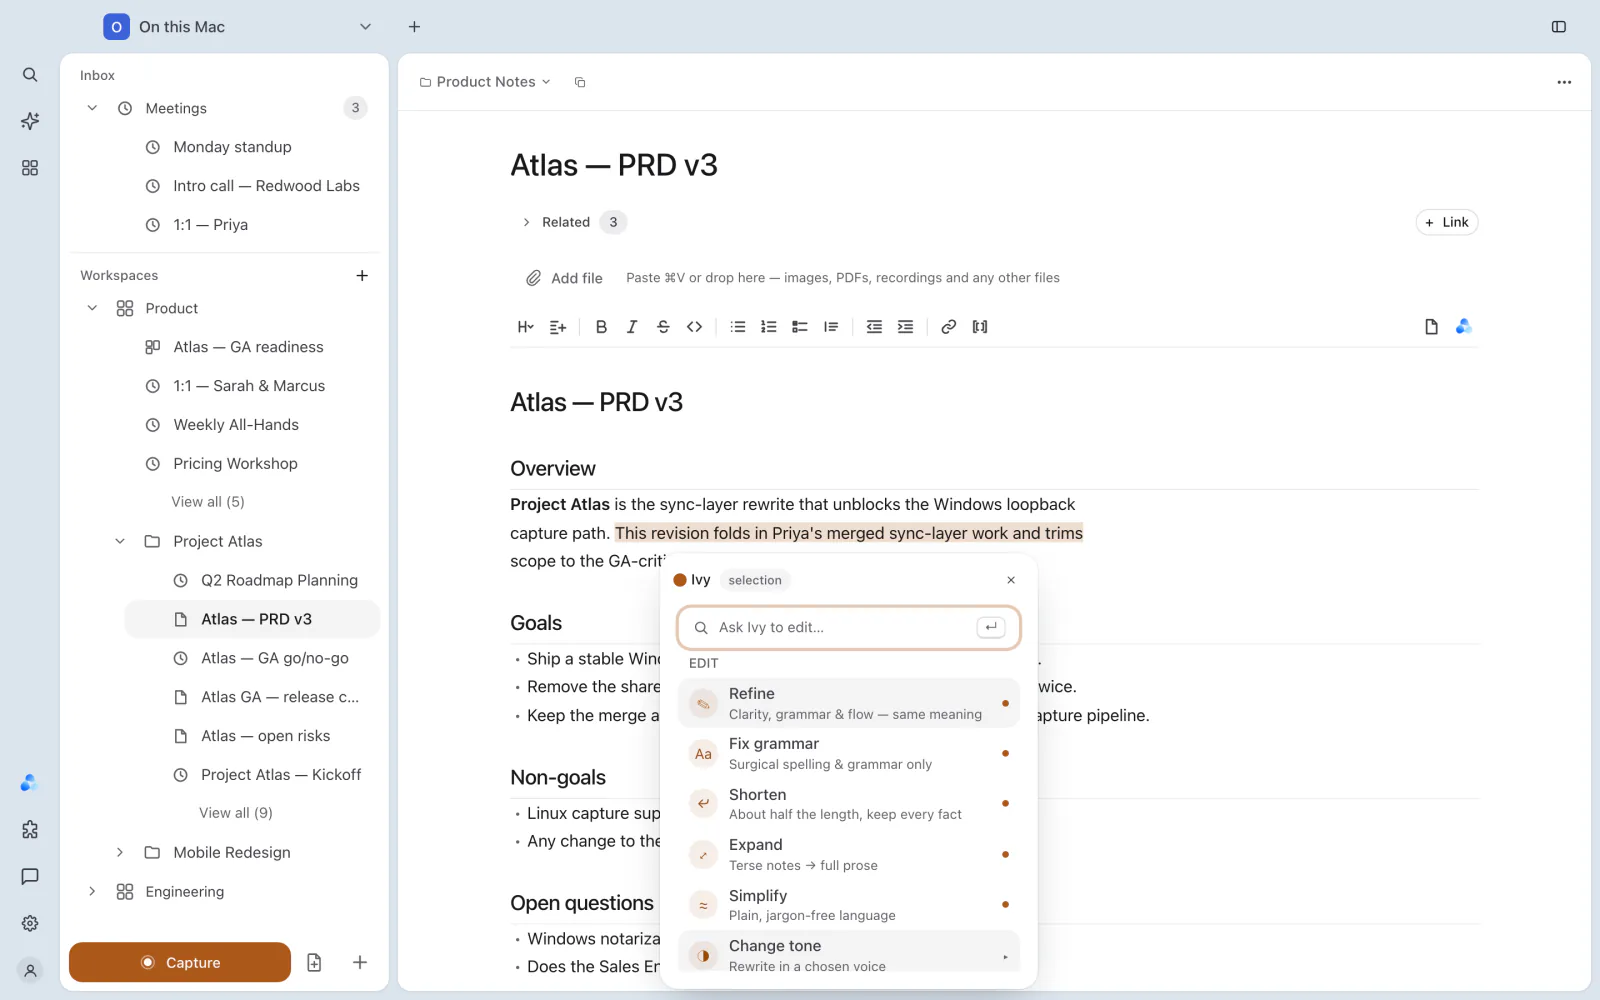 O On this Mac
Inbox
Meetings 3
Monday standup
Intro call — Redwood Labs
1:1 — Priya
Workspaces
Product
Atlas — GA readiness
1:1 — Sarah & Marcus
Weekly All-Hands
Pricing Workshop
View all (5)
Project Atlas
Q2 Roadmap Planning
Atlas — PRD v3
Atlas — GA go/no-go
Atlas GA — release c...
Atlas — open risks
Project Atlas — Kickoff
View all (9)
Mobile Redesign
Engineering
Capture
Product Notes
Atlas — PRD v3
Related 3
+ Link
Add file Paste ⌘V or drop here — images, PDFs, recordings and any other files
H B I S
Atlas — PRD v3
Overview
Project Atlas is the sync-layer rewrite that unblocks the Windows loopback
capture path. This revision folds in Priya's merged sync-layer work and trims
scope to the GA-criti
Goals
• Ship a stable Wind .
• Remove the share wice.
• Keep the merge a apture pipeline.
Non-goals
• Linux capture sup
• Any change to the
Open questions
• Windows notariza
• Does the Sales En
Ivy selection ×
Ask Ivy to edit...
EDIT
Refine
Clarity, grammar & flow — same meaning
Aa Fix grammar
Surgical spelling & grammar only
Shorten
About half the length, keep every fact
Expand
Terse notes → full prose
≈ Simplify
Plain, jargon-free language
Change tone
Rewrite in a chosen voice